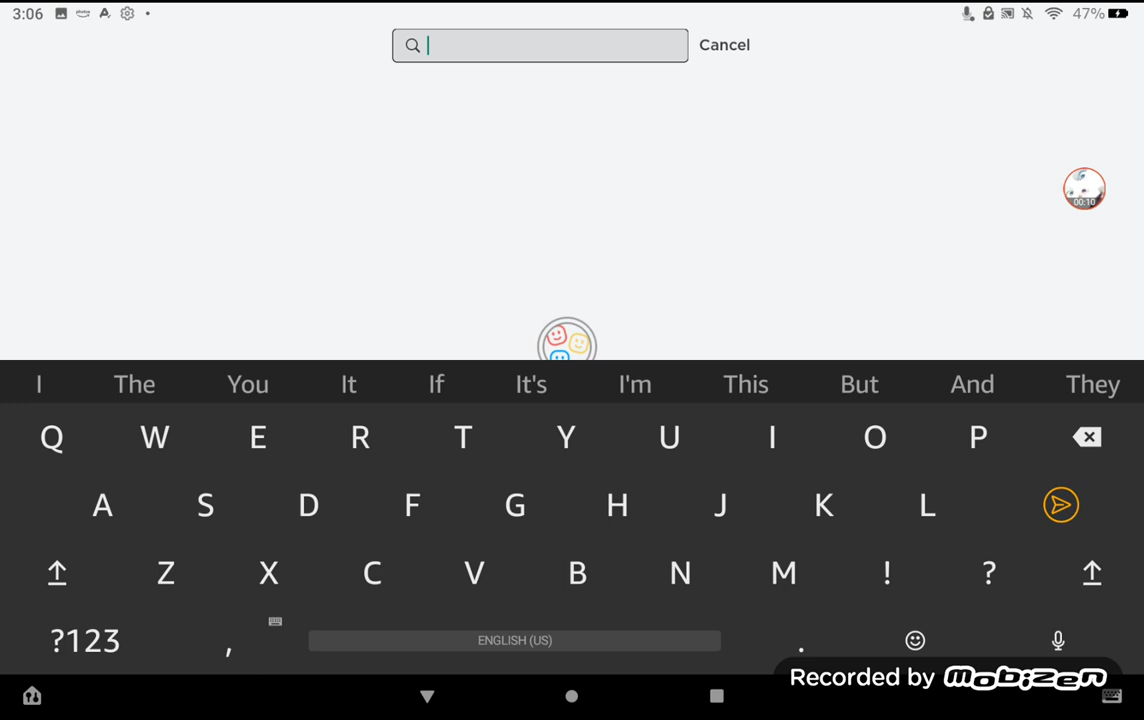 3:06 47%
Cancel
00:10
I The You It If It's I'm This But And They
Q W E R T Y U I O P
A S D F G H J K L
Z X C V B N M ! ?
?123 , ENGLISH (US) .
Recorded by mobizen